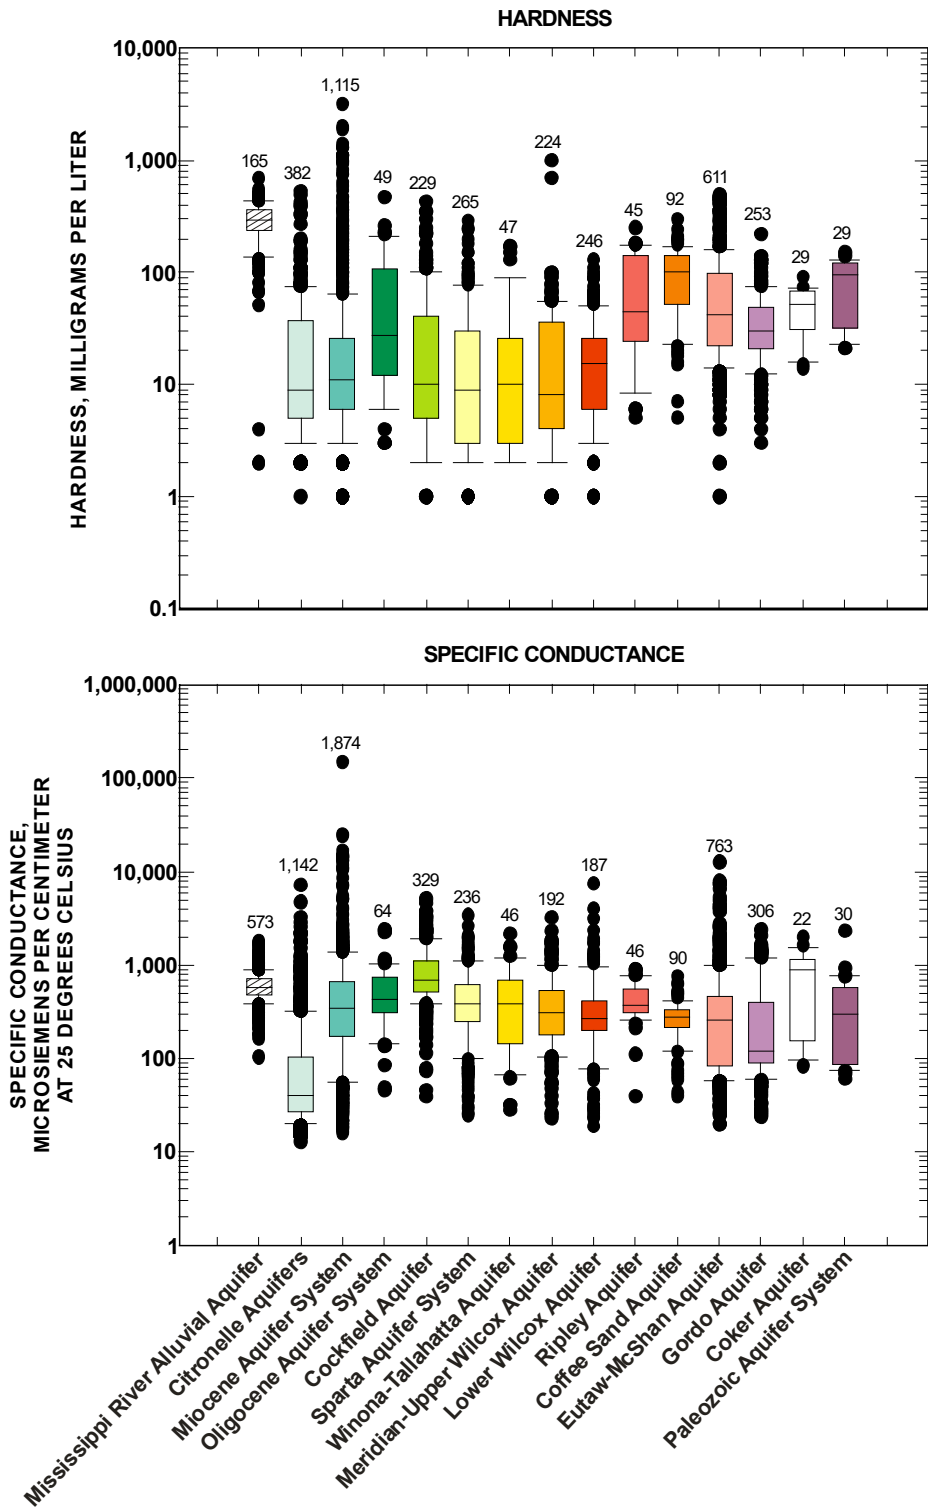 HARDNESS
10,000
1,000
100
10
1
0.1
HARDNESS, MILLIGRAMS PER LITER
165
382
1,115
49
229
265
47
224
246
45
92
611
253
29
29
SPECIFIC CONDUCTANCE
1,000,000
100,000
10,000
1,000
100
10
1
SPECIFIC CONDUCTANCE,
MICROSIEMENS PER CENTIMETER
AT 25 DEGREES CELSIUS
573
1,142
1,874
64
329
236
46
192
187
46
90
763
306
22
30
Mississippi River Alluvial Aquifer
Citronelle Aquifers
Miocene Aquifer System
Oligocene Aquifer System
Cockfield Aquifer
Sparta Aquifer System
Winona-Tallahatta Aquifer
Meridian-Upper Wilcox Aquifer
Lower Wilcox Aquifer
Ripley Aquifer
Coffee Sand Aquifer
Eutaw-McShan Aquifer
Gordo Aquifer
Coker Aquifer
Paleozoic Aquifer System